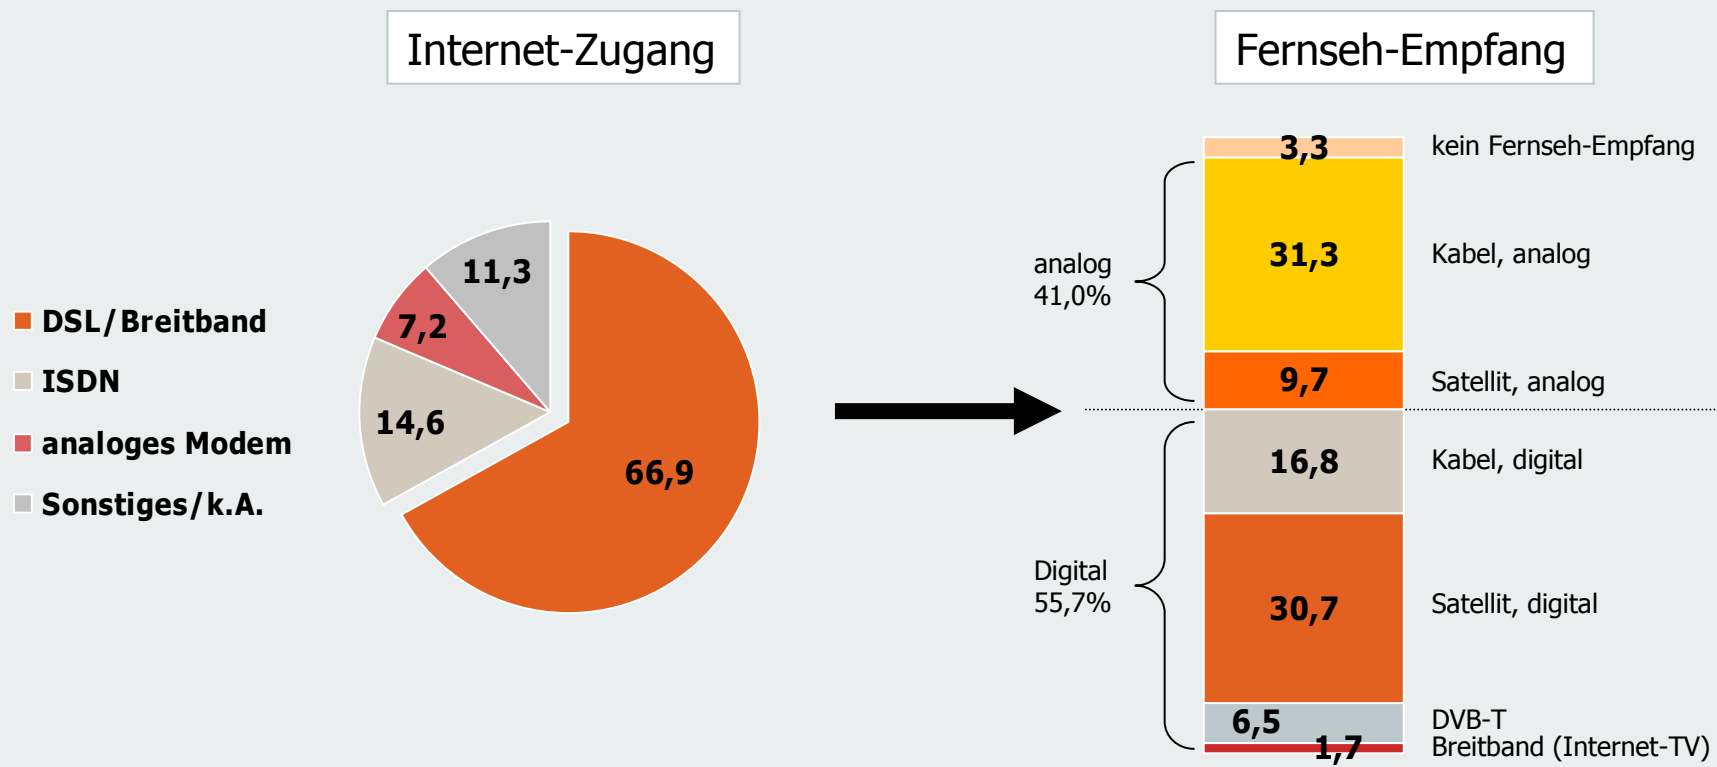 Internet-Zugang
DSL/Breitband
ISDN
analoges Modem
Sonstiges/k.A.
11,3
7,2
14,6
66,9
Fernseh-Empfang
analog
41,0%
Digital
55,7%
3,3
kein Fernseh-Empfang
31,3
Kabel, analog
9,7
Satellit, analog
16,8
Kabel, digital
30,7
Satellit, digital
6,5
DVB-T
1,7
Breitband (Internet-TV)